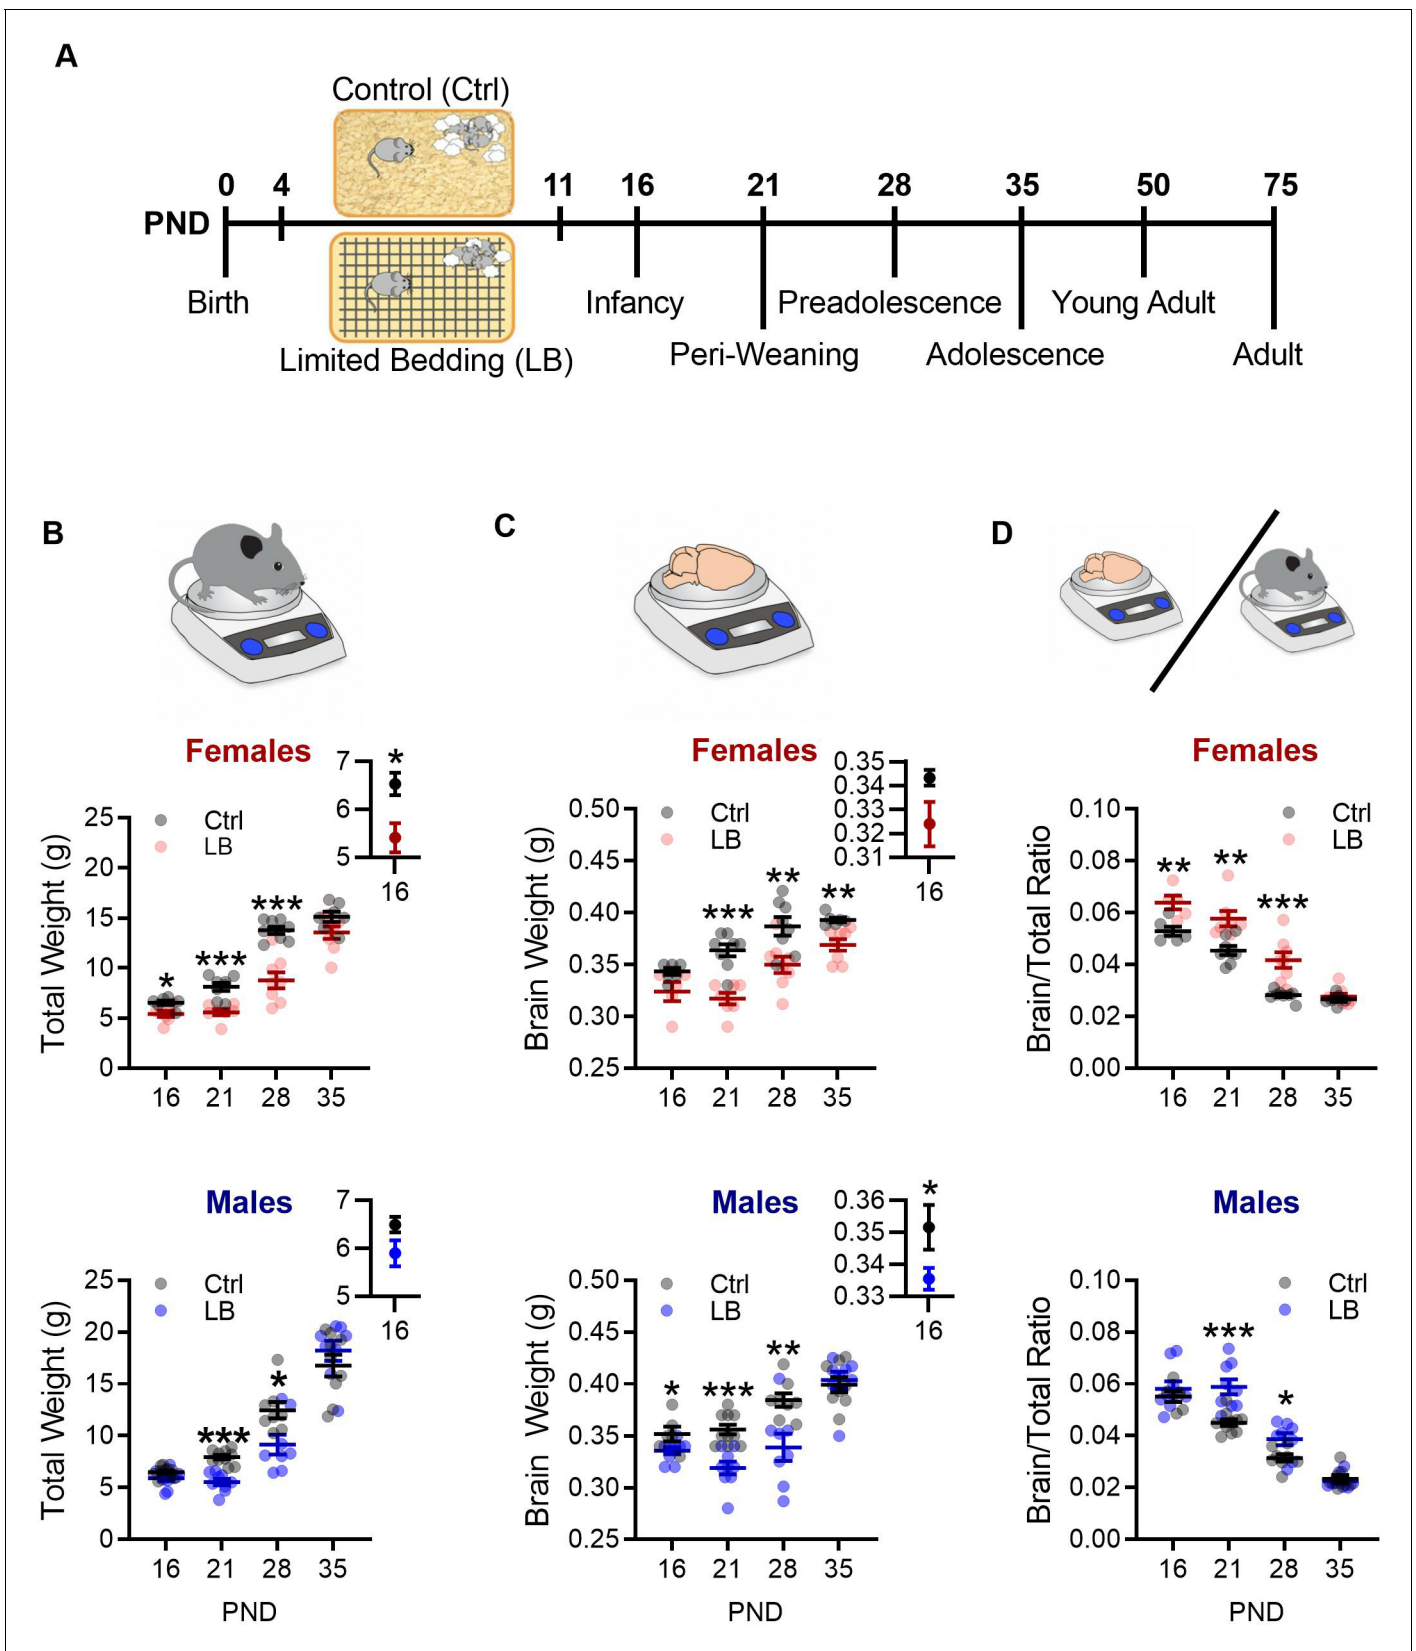 A
Control (Ctrl)
0 4 11 16 21 28 35 50 75
PND
Birth Infancy Preadolescence Young Adult
Limited Bedding (LB) Peri-Weaning Adolescence Adult
B C D
Females
7
*
6
5
16
25
20
15
10
5
0
Total Weight (g)
Ctrl
LB
* *** ***
16 21 28 35
Females
0.35
0.34
0.33
0.32
0.31
16
0.50
0.45
0.40
0.35
0.30
0.25
Brain Weight (g)
Ctrl
LB
*** ** **
16 21 28 35
Females
0.10
0.08
0.06
0.04
0.02
0.00
Brain/Total Ratio
Ctrl
LB
** ** ***
16 21 28 35
Males
7
6
5
16
25
20
15
10
5
0
Total Weight (g)
Ctrl
LB
*** *
16 21 28 35
PND
Males
0.36
*
0.35
0.34
0.33
16
0.50
0.45
0.40
0.35
0.30
0.25
Brain Weight (g)
Ctrl
LB
* *** **
16 21 28 35
PND
Males
0.10
0.08
0.06
0.04
0.02
0.00
Brain/Total Ratio
Ctrl
LB
*** *
16 21 28 35
PND